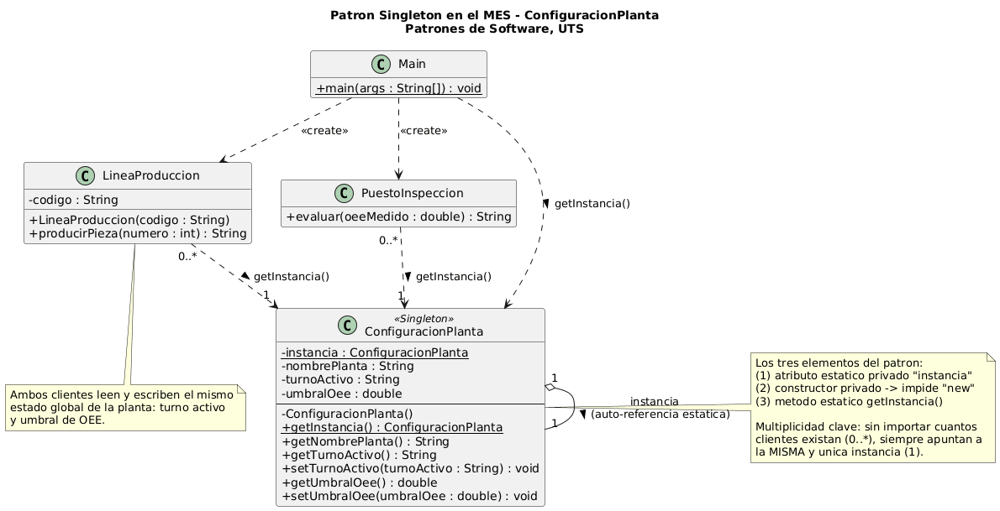 Patron Singleton en el MES - ConfiguracionPlanta
Patrones de Software, UTS
C Main
+main(args : String[]) : void
«create»
«create»
getInstancia()
C LineaProduccion
-codigo : String
+LineaProduccion(codigo : String)
+producirPieza(numero : int) : String
C PuestoInspeccion
+evaluar(oeeMedido : double) : String
0..*
getInstancia()
1
0..*
getInstancia()
1
«Singleton»
C ConfiguracionPlanta
-instancia : ConfiguracionPlanta
-nombrePlanta : String
-turnoActivo : String
-umbralOee : double
-ConfiguracionPlanta()
+getInstancia() : ConfiguracionPlanta
+getNombrePlanta() : String
+getTurnoActivo() : String
+setTurnoActivo(turnoActivo : String) : void
+getUmbralOee() : double
+setUmbralOee(umbralOee : double) : void
1
instancia
(auto-referencia estatica)
1
Ambos clientes leen y escriben el mismo
estado global de la planta: turno activo
y umbral de OEE.
Los tres elementos del patron:
(1) atributo estatico privado "instancia"
(2) constructor privado -> impide "new"
(3) metodo estatico getInstancia()
Multiplicidad clave: sin importar cuantos
clientes existan (0..*), siempre apuntan a
la MISMA y unica instancia (1).